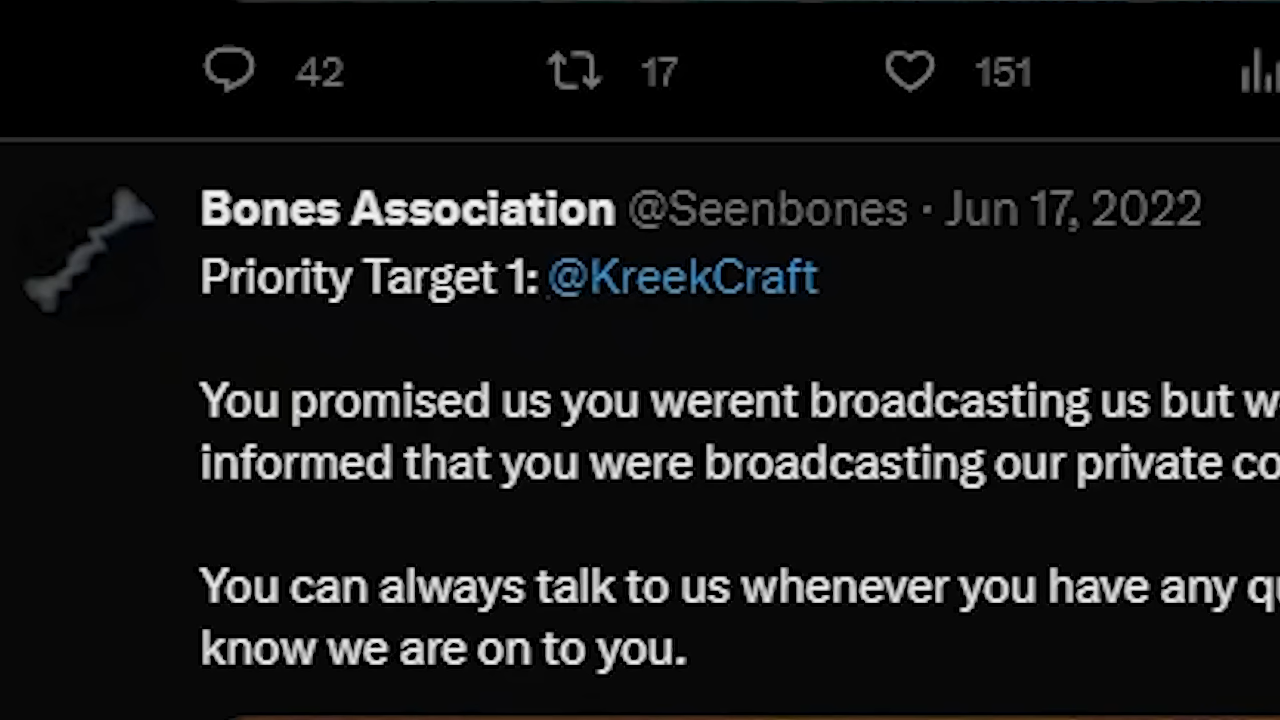 42 17 151
Bones Association @Seenbones · Jun 17, 2022
Priority Target 1: @KreekCraft
You promised us you werent broadcasting us but
informed that you were broadcasting our private
You can always talk to us whenever you have any
know we are on to you.